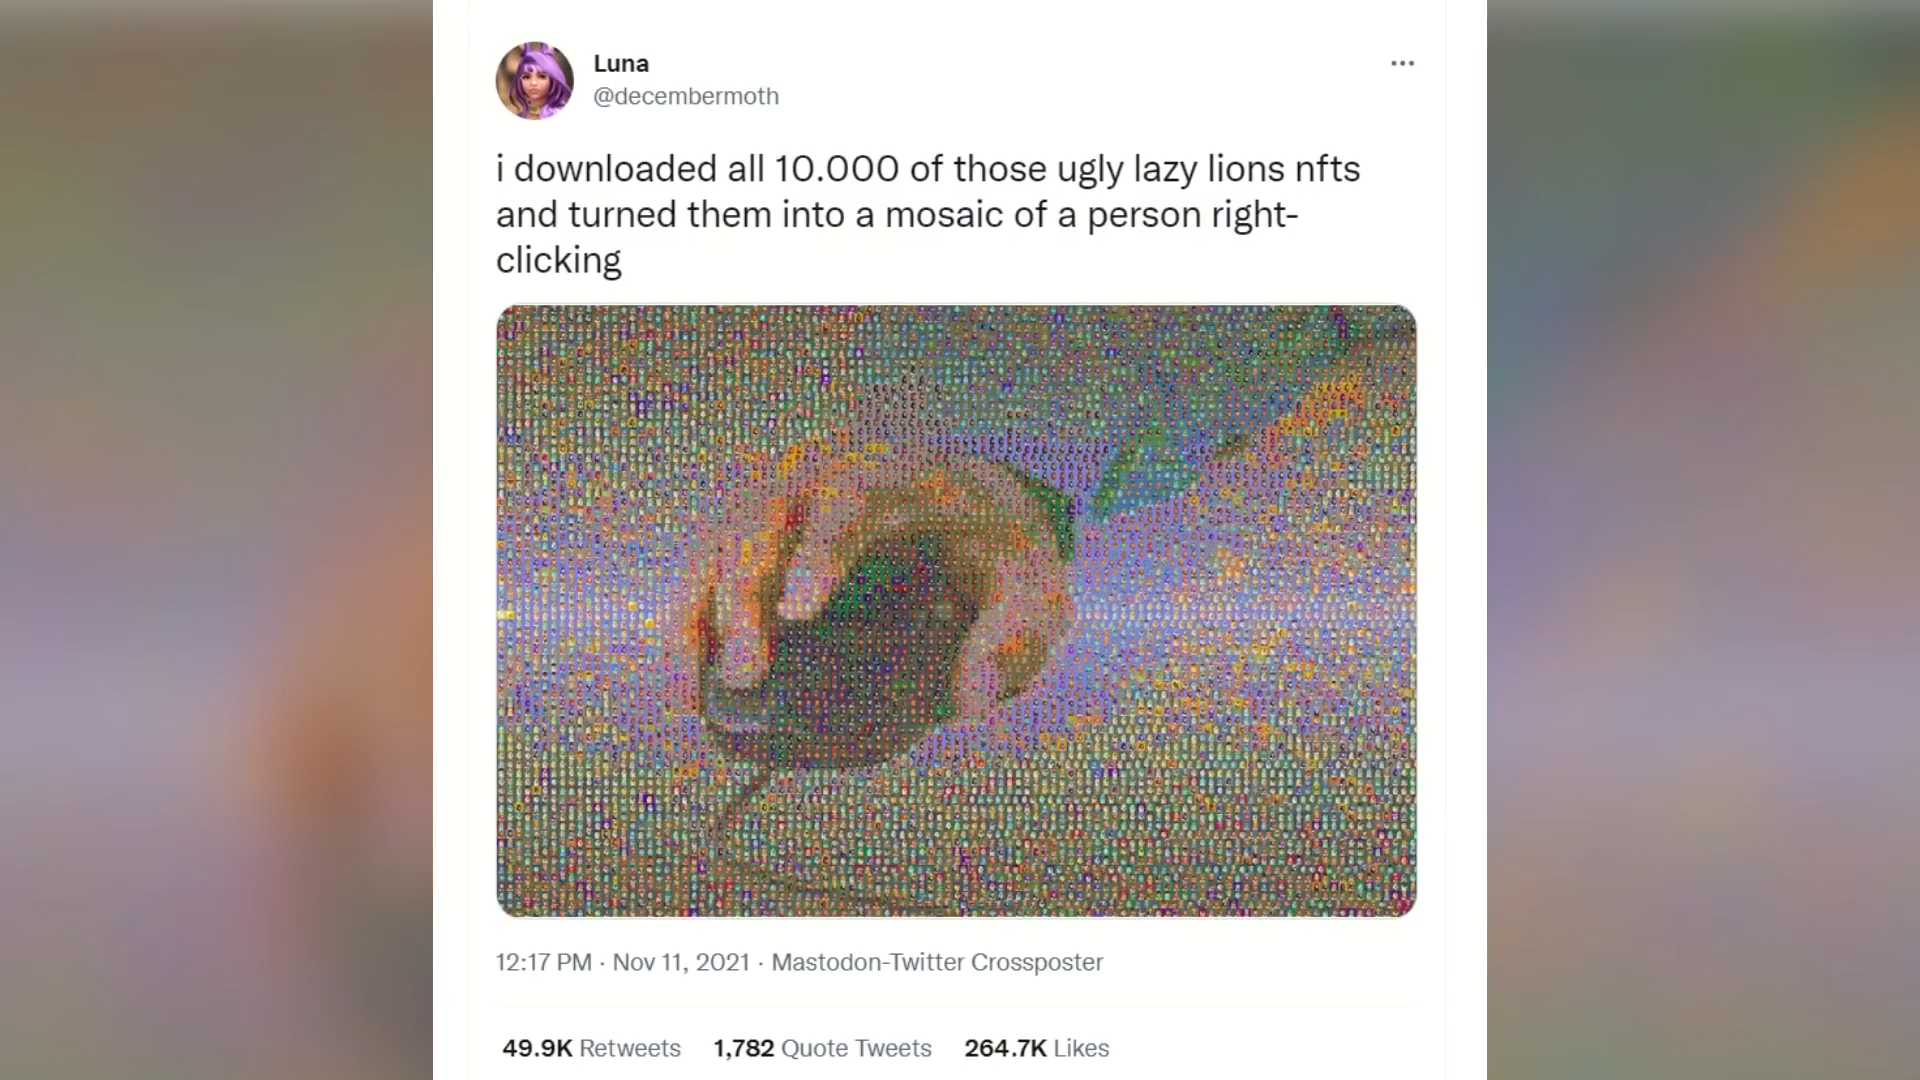 Luna
@decembermoth
i downloaded all 10.000 of those ugly lazy lions nfts
and turned them into a mosaic of a person right-
clicking
12:17 PM · Nov 11, 2021 · Mastodon-Twitter Crossposter
49.9K Retweets 1,782 Quote Tweets 264.7K Likes